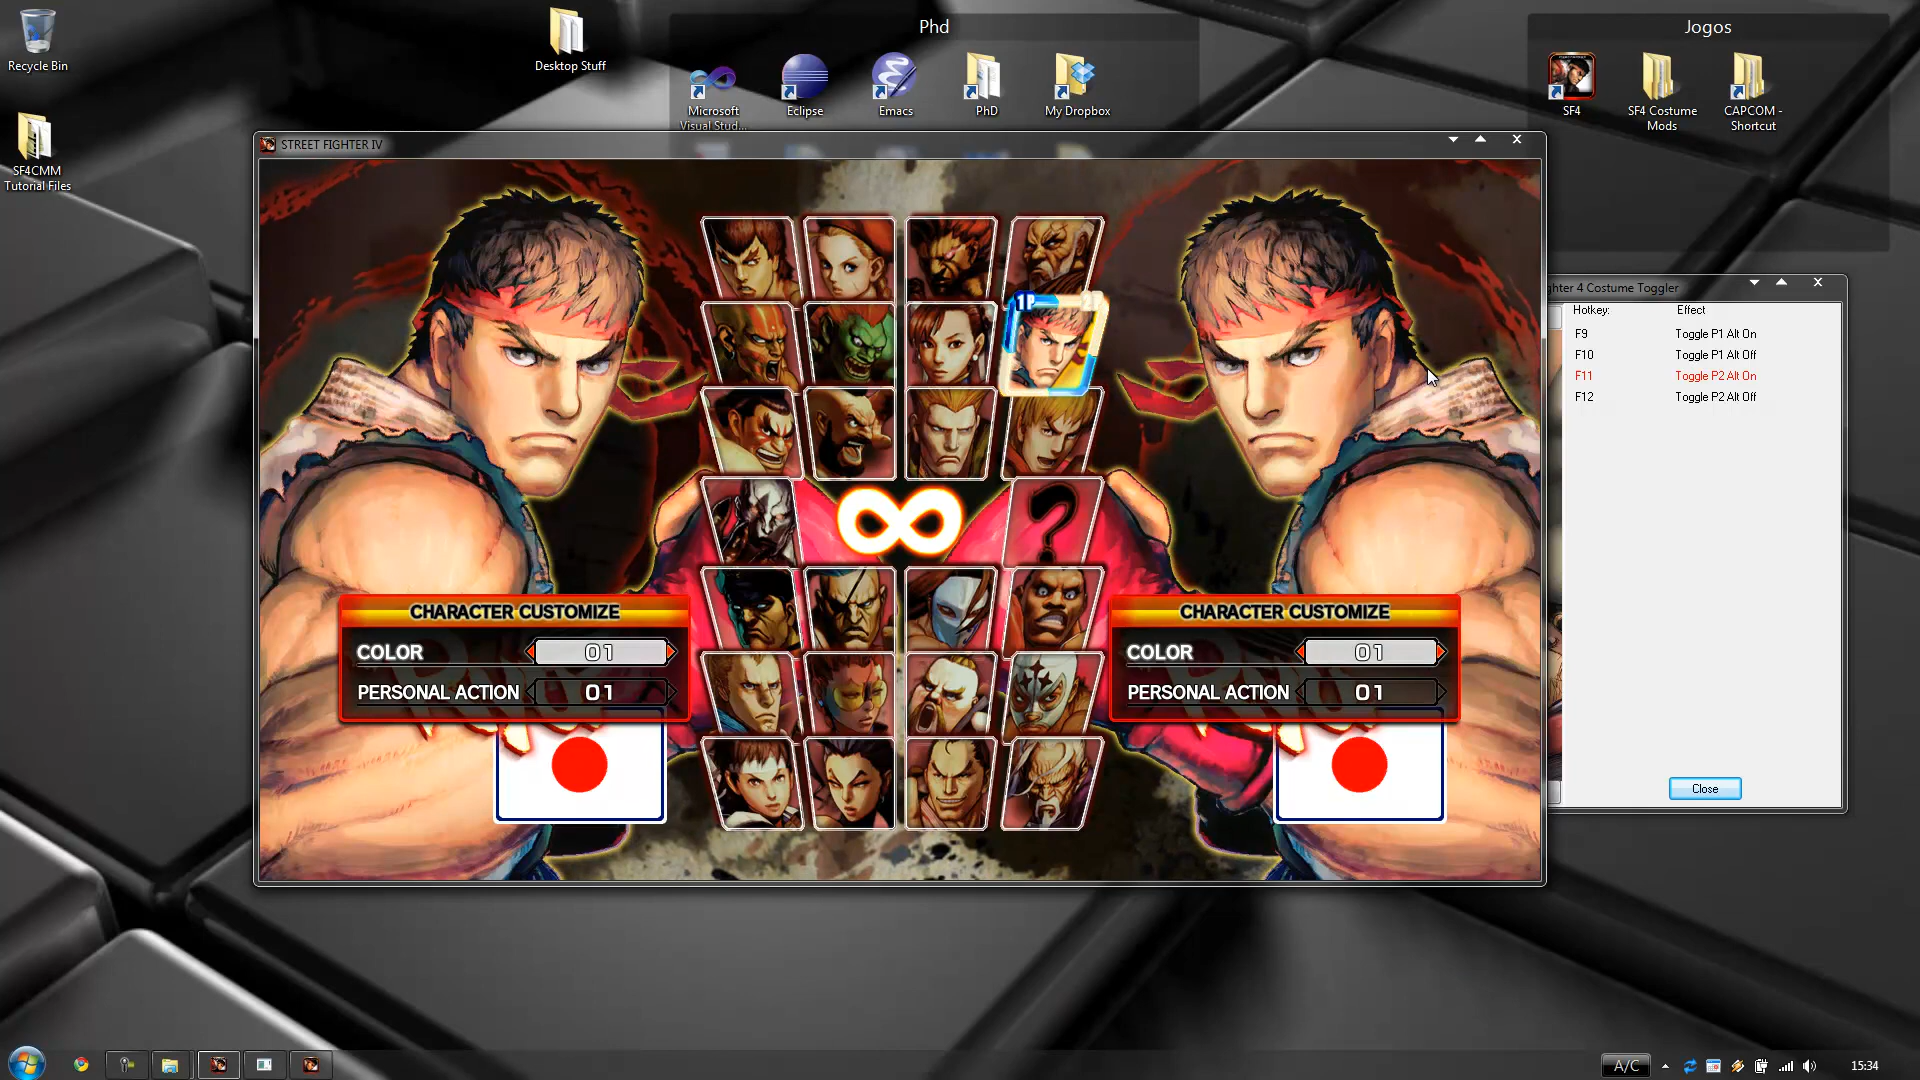 Phd
Jogos
Recycle Bin
Desktop Stuff
Microsoft
Visual Stud...
Eclipse
Emacs
PhD
My Dropbox
SF4
SF4 Costume
Mods
CAPCOM -
Shortcut
SF4CMM
Tutorial Files
STREET FIGHTER IV
ghter 4 Costume Toggler
Hotkey: Effect
F9 Toggle P1 Alt On
F10 Toggle P1 Alt Off
F11 Toggle P2 Alt On
F12 Toggle P2 Alt Off
Close
1P 2P
?
CHARACTER CUSTOMIZE
COLOR 01
PERSONAL ACTION 01
CHARACTER CUSTOMIZE
COLOR 01
PERSONAL ACTION 01
A/C
15:34